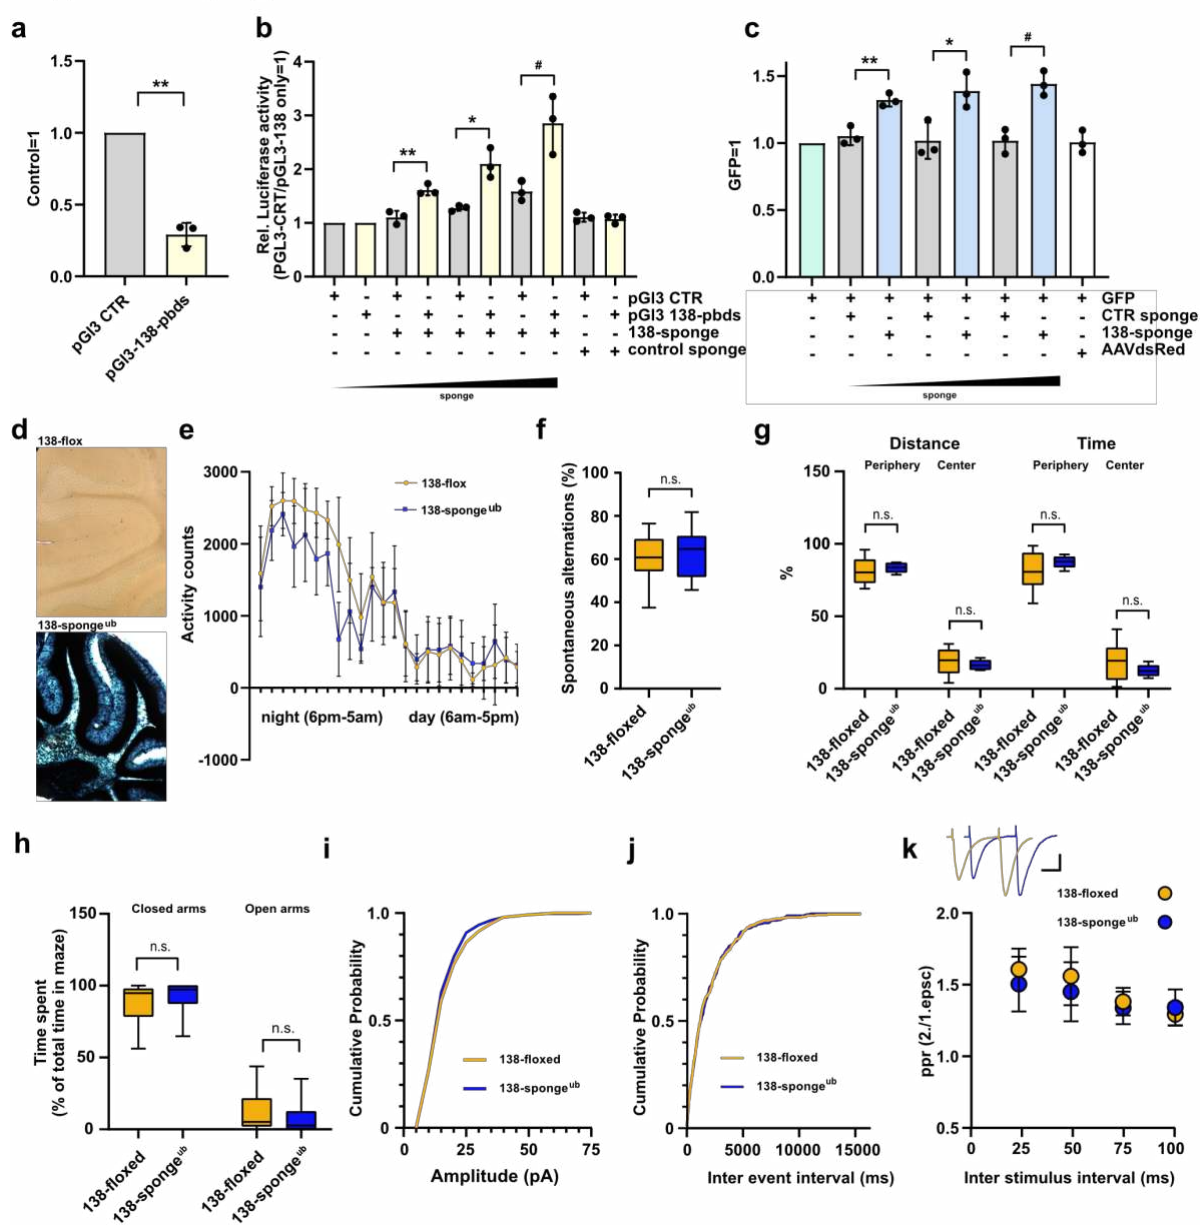 a
Control=1
1.5
1.0
0.5
0.0
**
pGl3 CTR
pGl3-138-pbds
b
Rel. Luciferase activity
(PGL3-CRT/pGL3-138 only=1)
4
3
2
1
0
**
*
#
+ - + - + - + - + - pGl3 CTR
- + - + - + - + - + pGl3 138-pbds
- - + + + + + + - - 138-sponge
- - - - - - - - + + control sponge
sponge
c
GFP=1
1.5
1.0
0.5
0.0
**
*
#
+ + + + + + + + GFP
- + - + - + - - CTR sponge
- - + - + - + - 138-sponge
- - - - - - - + AAVdsRed
sponge
d
138-flox
138-sponge ub
e
Activity counts
3000
2000
1000
0
-1000
138-flox
138-sponge ub
night (6pm-5am)
day (6am-5pm)
f
Spontaneous alternations (%)
100
80
60
40
20
0
n.s.
138-floxed
138-sponge ub
g
Distance
Time
Periphery
Center
Periphery
Center
%
150
100
50
0
n.s.
n.s.
n.s.
n.s.
138-floxed
138-sponge ub
138-floxed
138-sponge ub
138-floxed
138-sponge ub
138-floxed
138-sponge ub
h
Time spent
(% of total time in maze)
150
100
50
0
Closed arms
Open arms
n.s.
n.s.
138-floxed
138-sponge ub
138-floxed
138-sponge ub
i
Cumulative Probability
1.0
0.5
0
138-floxed
138-sponge ub
0 25 50 75
Amplitude (pA)
j
Cumulative Probability
1.0
0.5
0
138-floxed
138-sponge ub
0 5000 10000 15000
Inter event interval (ms)
k
138-floxed
138-sponge ub
ppr (2./1.epsc)
2.0
1.5
1.0
0.5
0 25 50 75 100
Inter stimulus interval (ms)